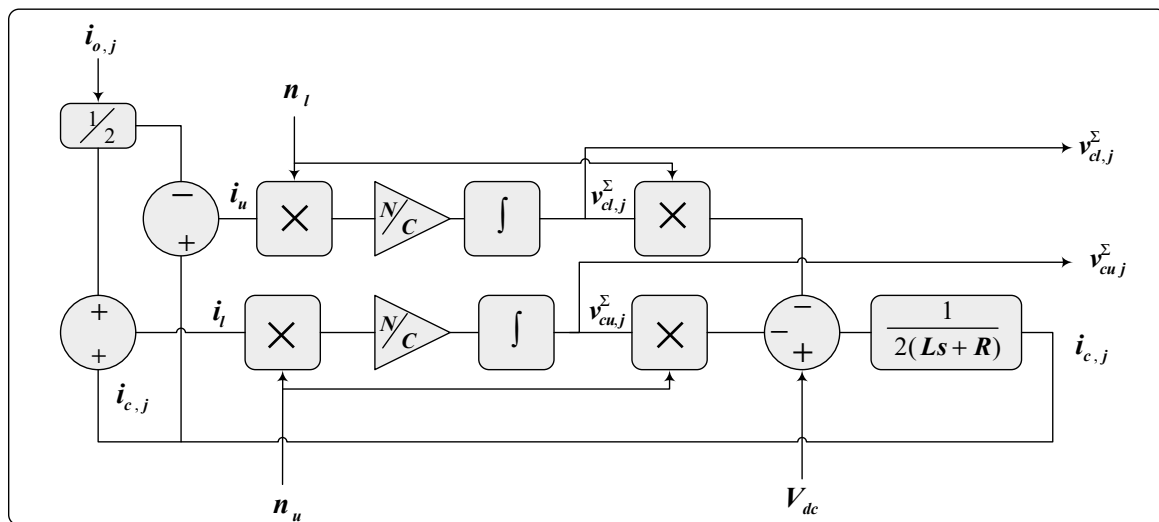 i_{o,j}
n_l
1/2
v^Σ_{cl,j}
−
+
i_u
×
N/C
∫
v^Σ_{cl,j}
×
v^Σ_{cu j}
+
+
i_l
×
N/C
∫
v^Σ_{cu,j}
×
−
−
+
1
2(Ls + R)
i_{c,j}
i_{c,j}
n_u
V_{dc}